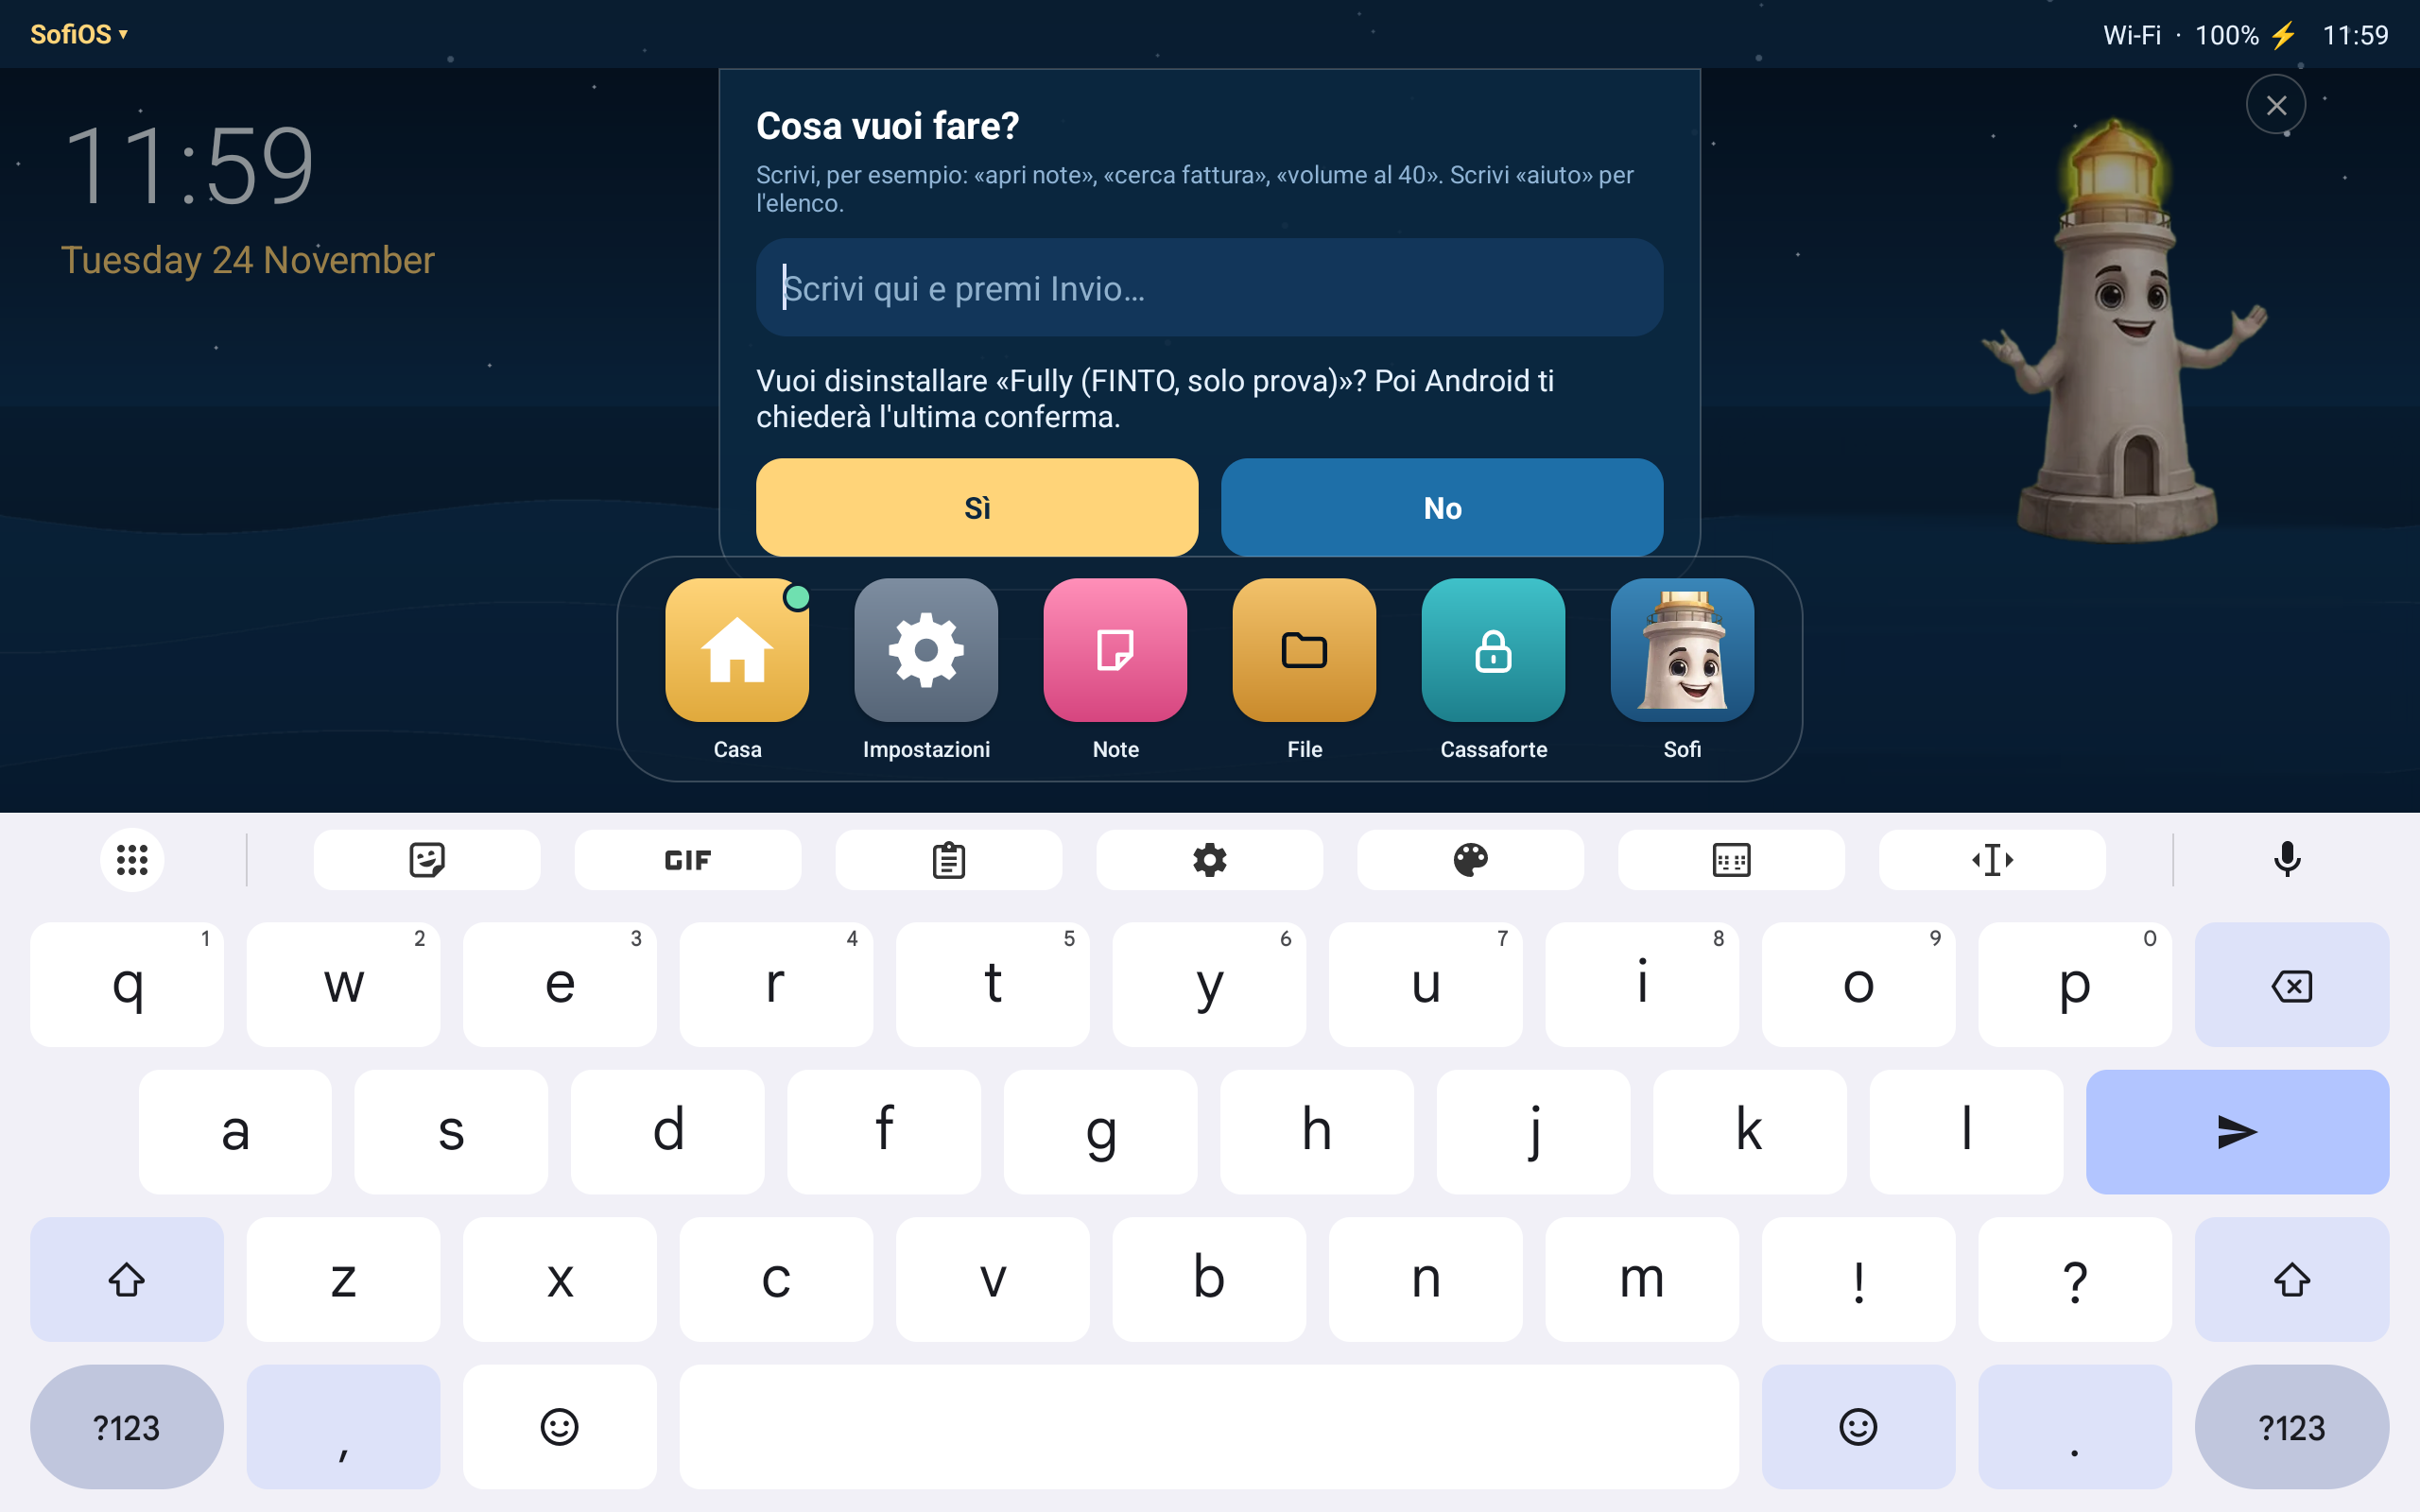 SofiOS ▾
Wi-Fi · 100% ⚡ 11:59
11:59
Tuesday 24 November
Cosa vuoi fare?
Scrivi, per esempio: «apri note», «cerca fattura», «volume al 40». Scrivi «aiuto» per
l'elenco.
Scrivi qui e premi Invio...
Vuoi disinstallare «Fully (FINTO, solo prova)»? Poi Android ti
chiederà l'ultima conferma.
Sì
No
Casa
Impostazioni
Note
File
Cassaforte
Sofi
GIF
q 1 w 2 e 3 r 4 t 5 y 6 u 7 i 8 o 9 p 0
a s d f g h j k l
z x c v b n m ! ?
?123 , . ?123